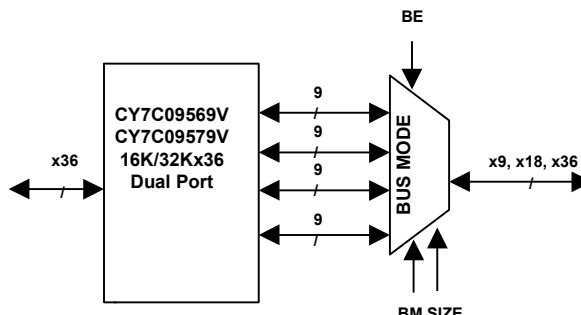 BE
CY7C09569V
CY7C09579V
16K/32Kx36
Dual Port
x36
9
9
9
9
BUS MODE
x9, x18, x36
BM SIZE